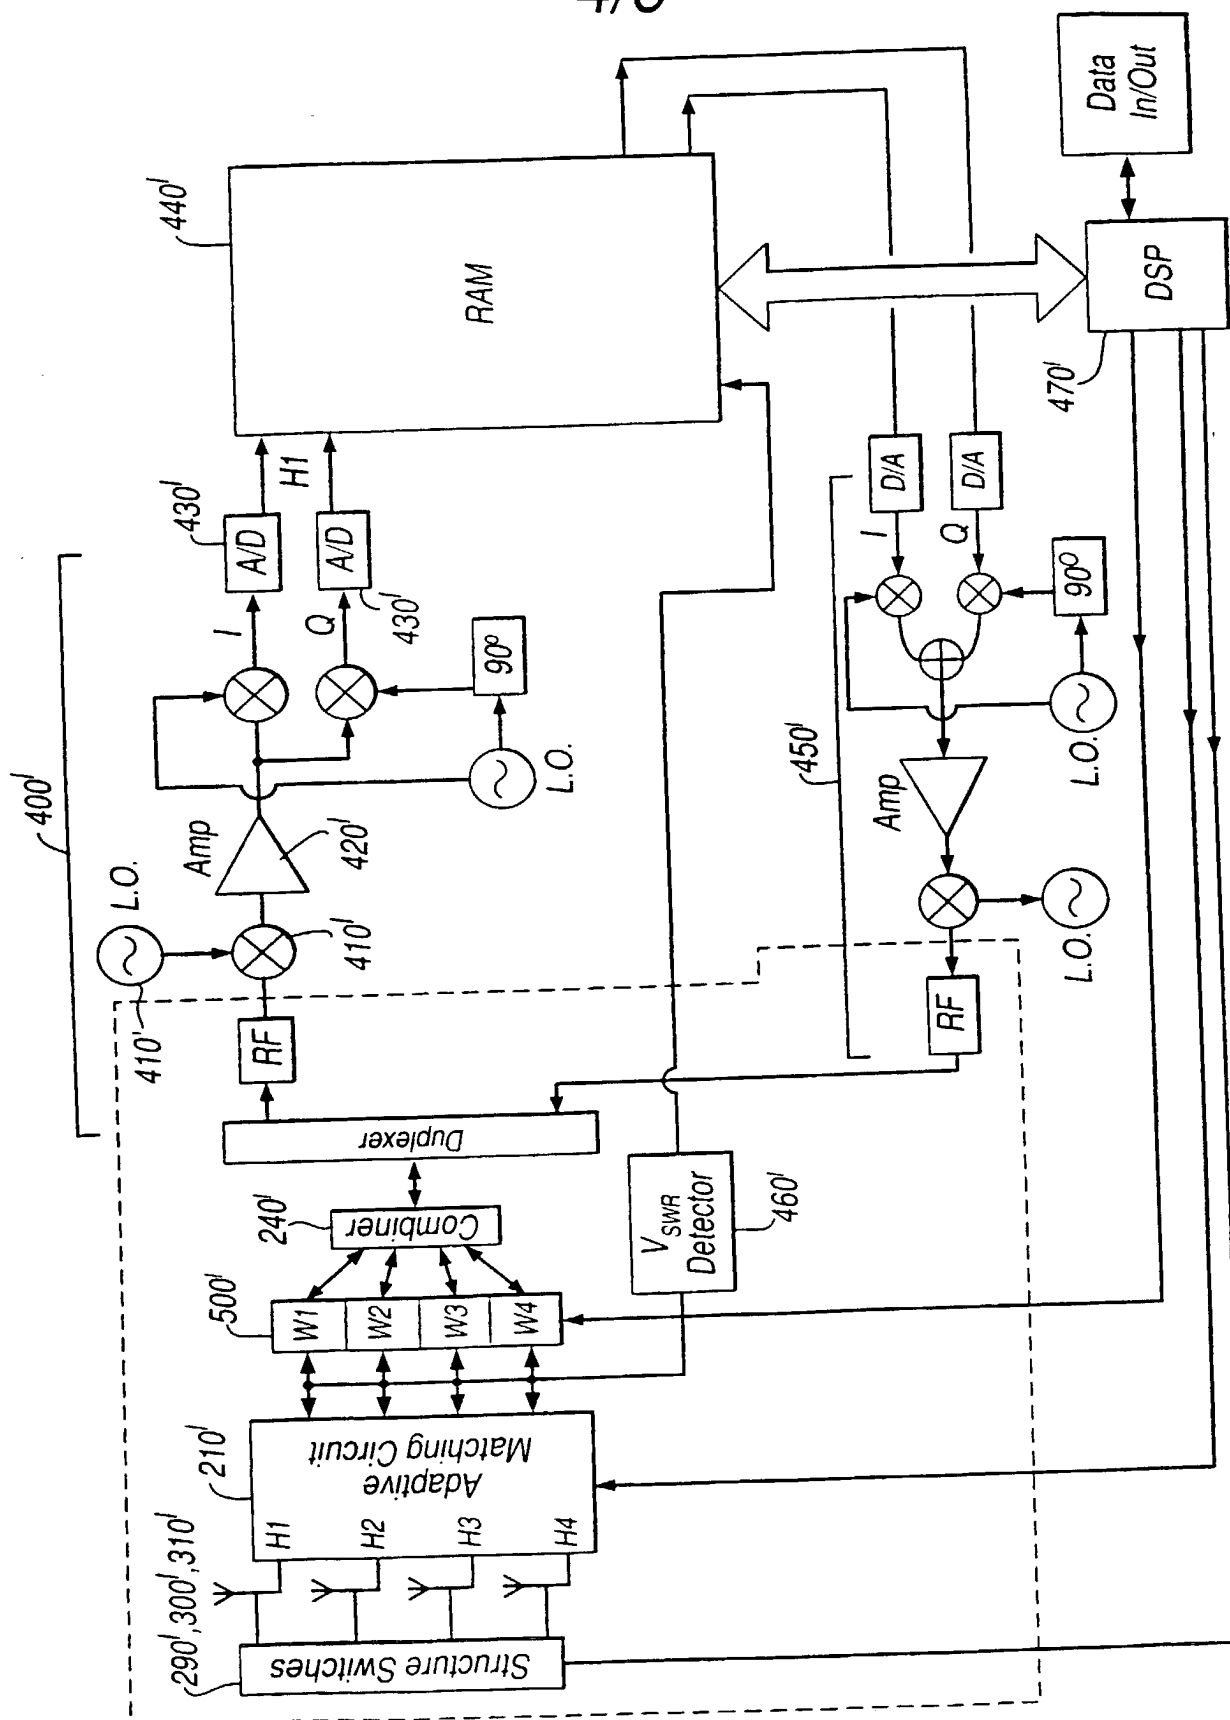 4/6
400'
L.O.
410'
RF
410'
Amp
420'
I
Q
430'
A/D
A/D
430'
H1
L.O.
90°
440'
RAM
Data
In/Out
DSP
470'
450'
D/A
D/A
I
Q
90°
L.O.
Amp
L.O.
RF
Duplexer
240'
Combiner
500'
W1
W2
W3
W4
VSWR
Detector
460'
210'
Adaptive
Matching Circuit
H1
H2
H3
H4
290',300',310'
Structure Switches